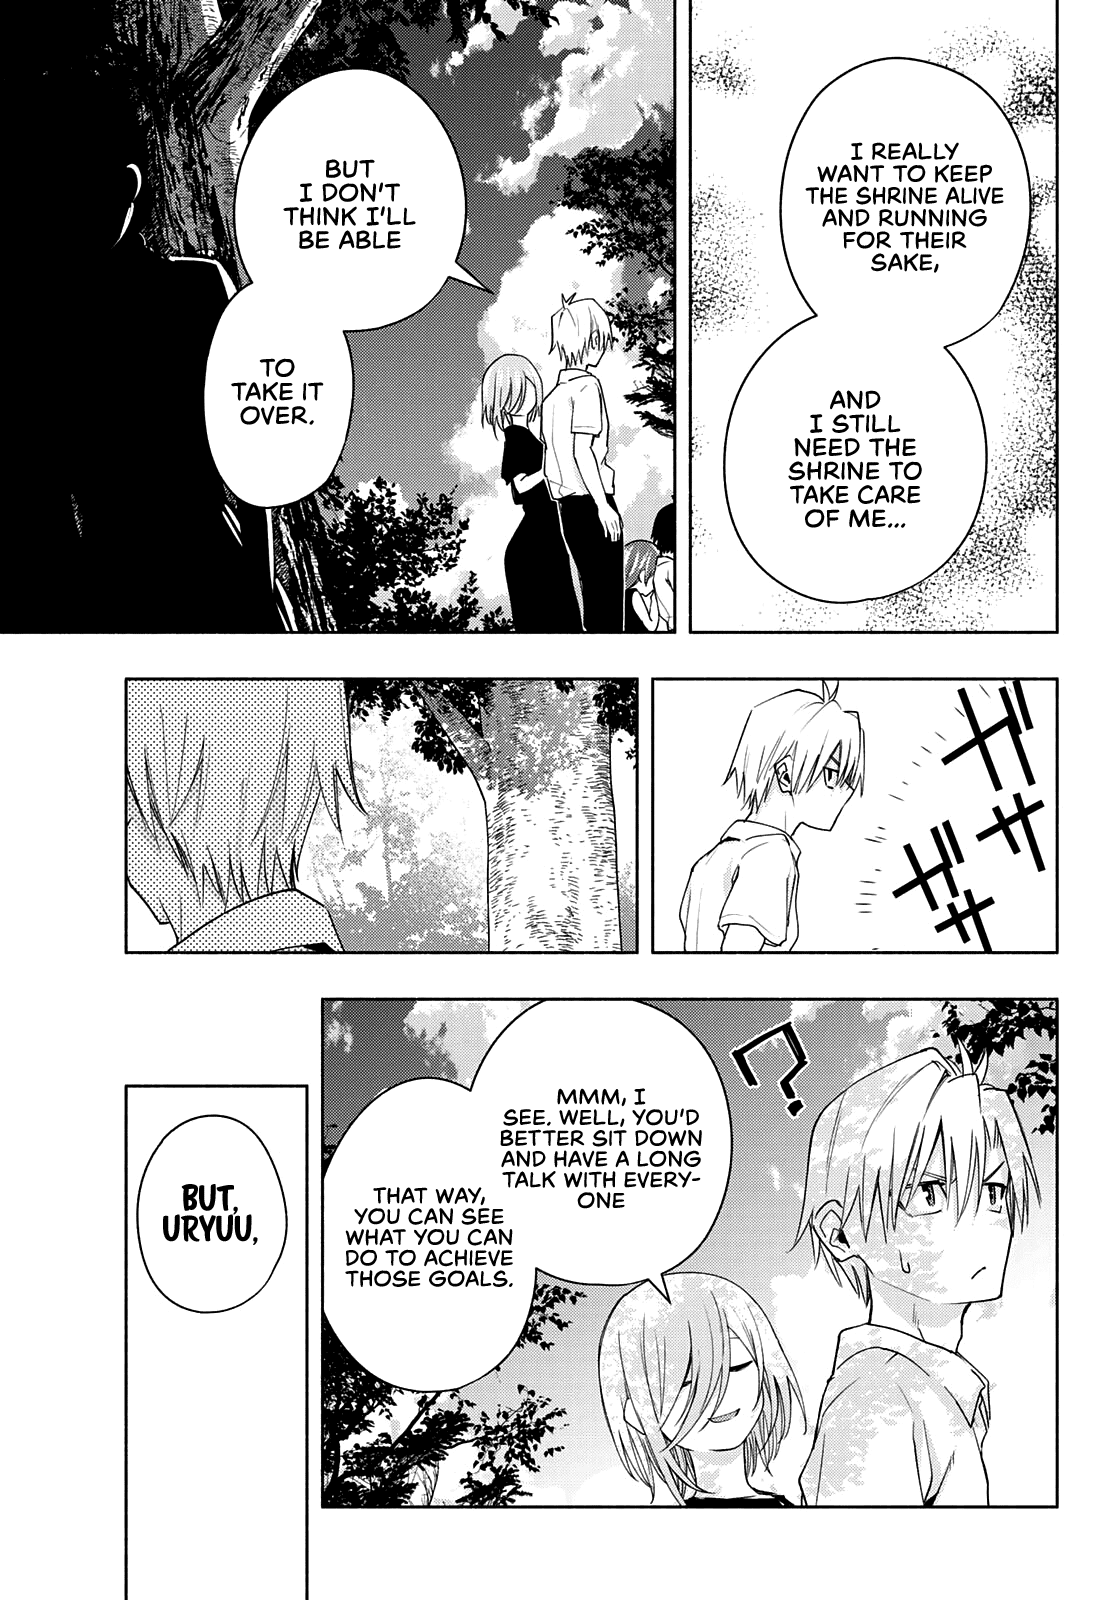 I REALLY
WANT TO KEEP
THE SHRINE ALIVE
AND RUNNING
FOR THEIR
SAKE,
AND
I STILL
NEED THE
SHRINE TO
TAKE CARE
OF ME...
BUT
I DON'T
THINK I'LL
BE ABLE
TO
TAKE IT
OVER.
ザザ
ザザ
?
MMM, I
SEE. WELL, YOU'D
BETTER SIT DOWN
AND HAVE A LONG
TALK WITH EVERY-
ONE
THAT WAY,
YOU CAN SEE
WHAT YOU CAN
DO TO ACHIEVE
THOSE GOALS.
BUT,
URYUU,